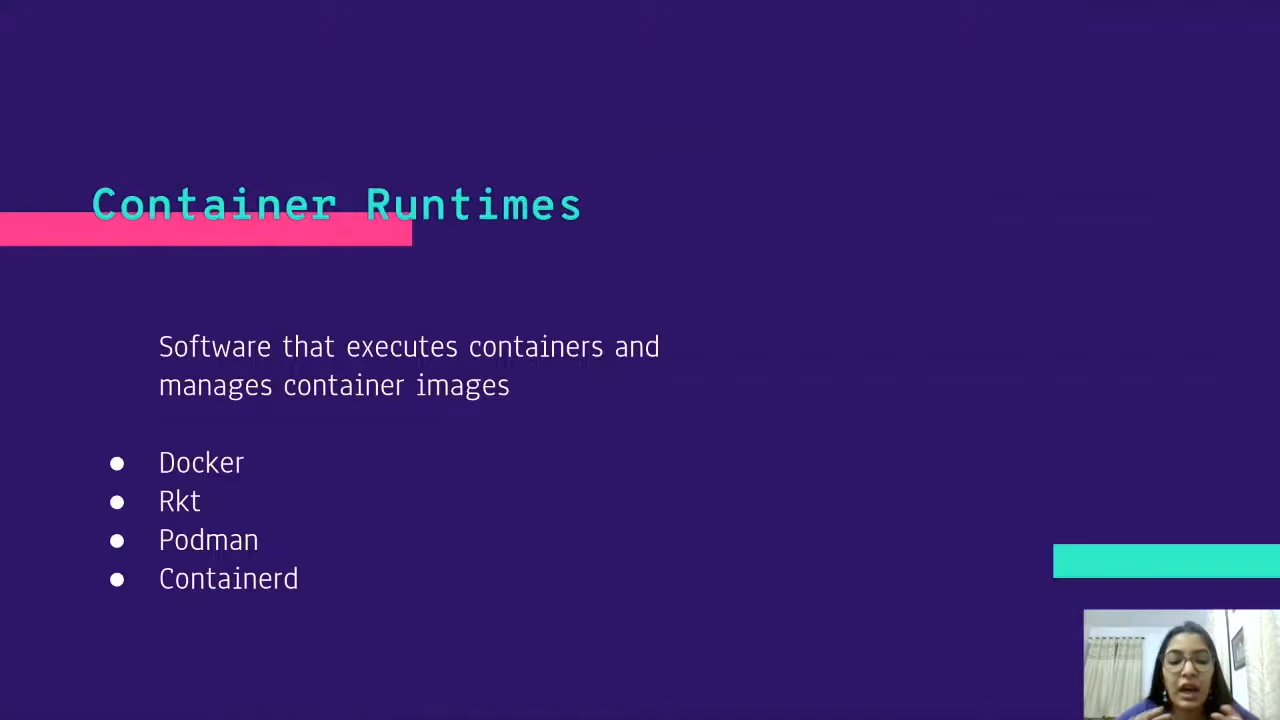 Container Runtimes
Software that executes containers and
manages container images
● Docker
● Rkt
● Podman
● Containerd